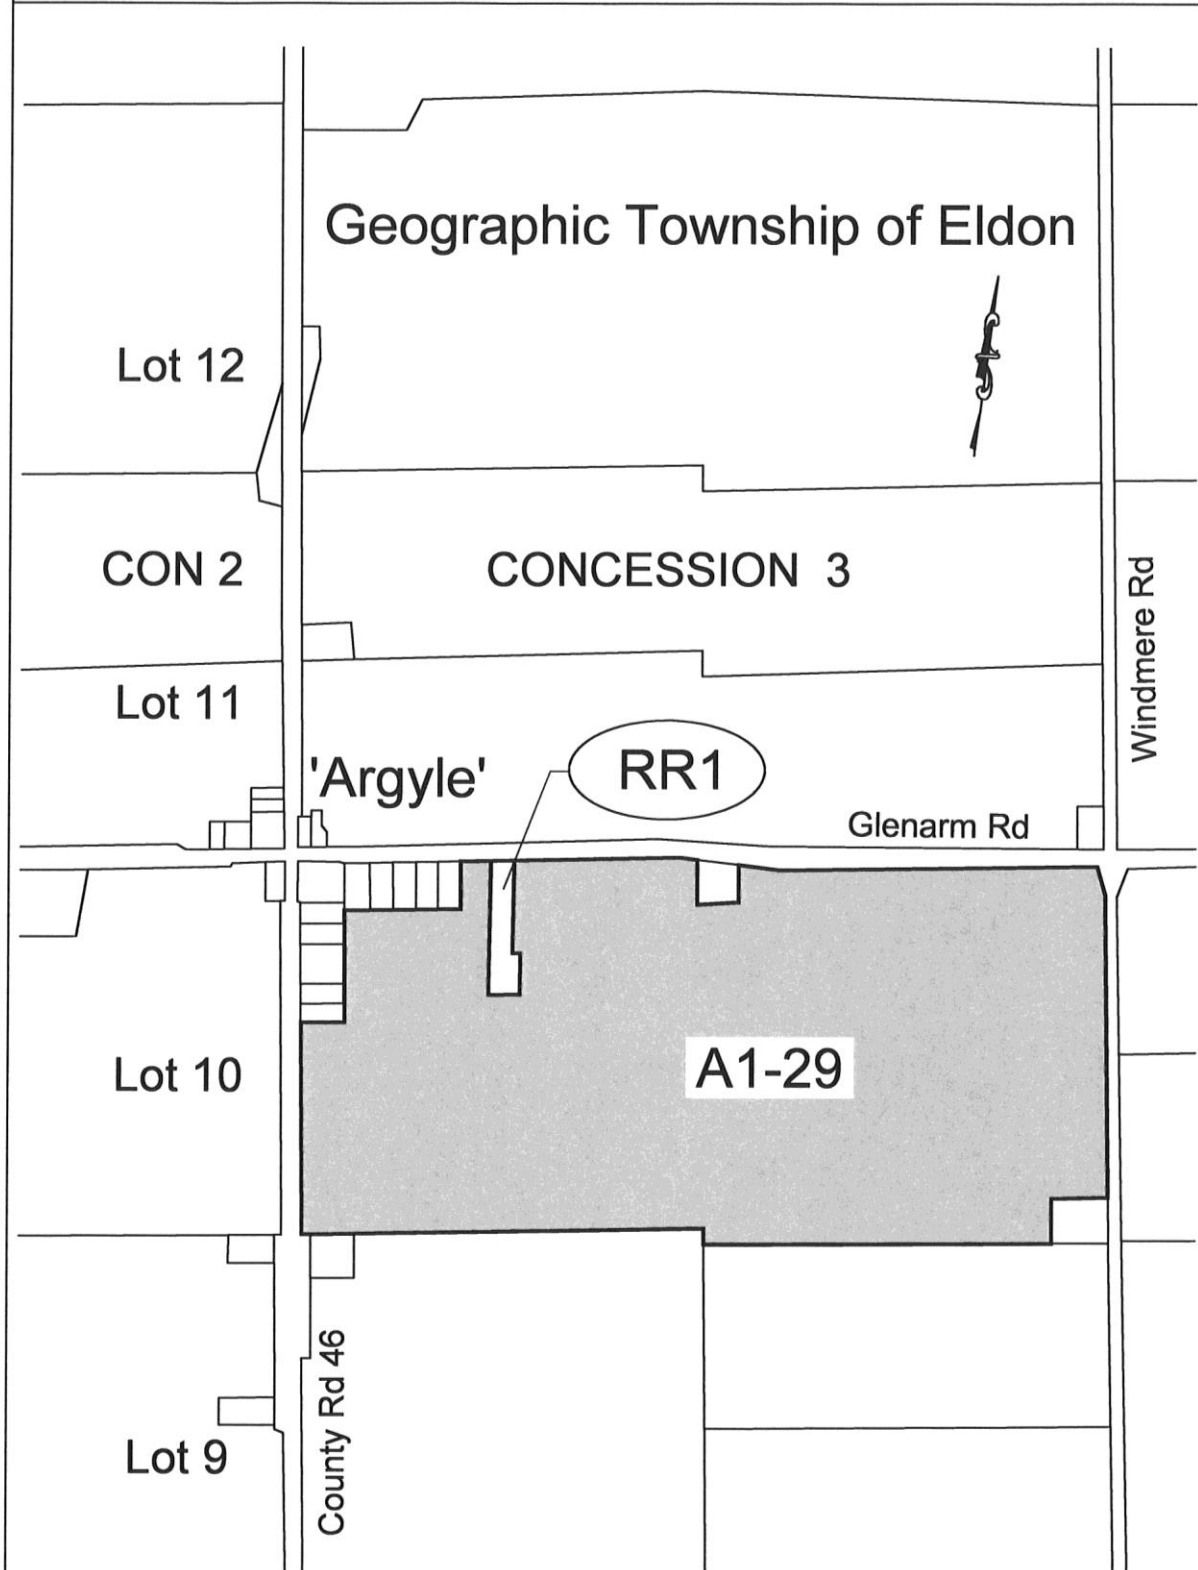 Geographic Township of Eldon
Lot 12
CON 2
CONCESSION 3
Windmere Rd
Lot 11
'Argyle'
RR1
Glenarm Rd
Lot 10
A1-29
County Rd 46
Lot 9